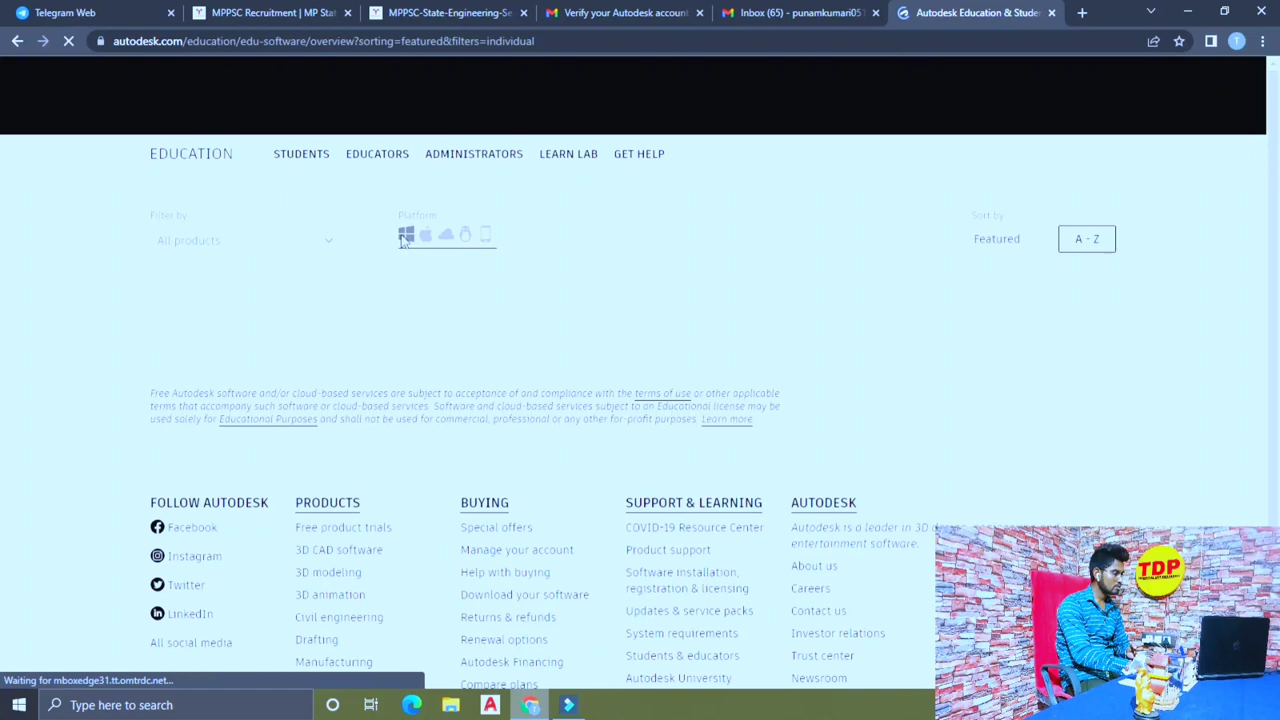 Telegram Web
MPPSC Recruitment | MP Stat
MPPSC-State-Engineering-Se
Verify your Autodesk account
Inbox (65) - punamkumari051
Autodesk Education & Studen
autodesk.com/education/edu-software/overview?sorting=featured&filters=individual
EDUCATION STUDENTS EDUCATORS ADMINISTRATORS LEARN LAB GET HELP
Filter by Platform Sort by
All products Featured A - Z
Free Autodesk software and/or cloud-based services are subject to acceptance of and compliance with the terms of use or other applicable
terms that accompany such software or cloud-based services. Software and cloud-based services subject to an Educational license may be
used solely for Educational Purposes and shall not be used for commercial, professional or any other for-profit purposes. Learn more
FOLLOW AUTODESK
Facebook
Instagram
Twitter
LinkedIn
All social media
PRODUCTS
Free product trials
3D CAD software
3D modeling
3D animation
Civil engineering
Drafting
Manufacturing
BUYING
Special offers
Manage your account
Help with buying
Download your software
Returns & refunds
Renewal options
Autodesk Financing
Compare plans
SUPPORT & LEARNING
COVID-19 Resource Center
Product support
Software installation,
registration & licensing
Updates & service packs
System requirements
Students & educators
Autodesk University
AUTODESK
Autodesk is a leader in 3D
entertainment software.
About us
Careers
Contact us
Investor relations
Trust center
Newsroom
TDP
Waiting for mboxedge31.tt.omtrdc.net...
Type here to search